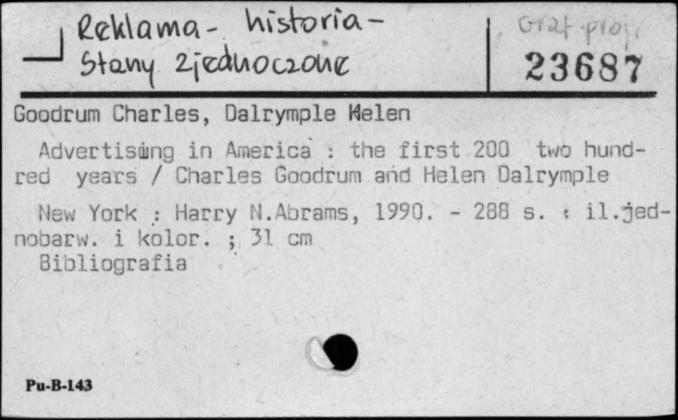 Reklama - historia -
Graf. proj.
Stany Zjednoczone
23687
Goodrum Charles, Dalrymple Helen
Advertising in America : the first 200 two hund-
red years / Charles Goodrum and Helen Dalrymple
New York : Harry N.Abrams, 1990. - 288 s. : il.jed-
nobarw. i kolor. ; 31 cm
Bibliografia
Pu-B-143